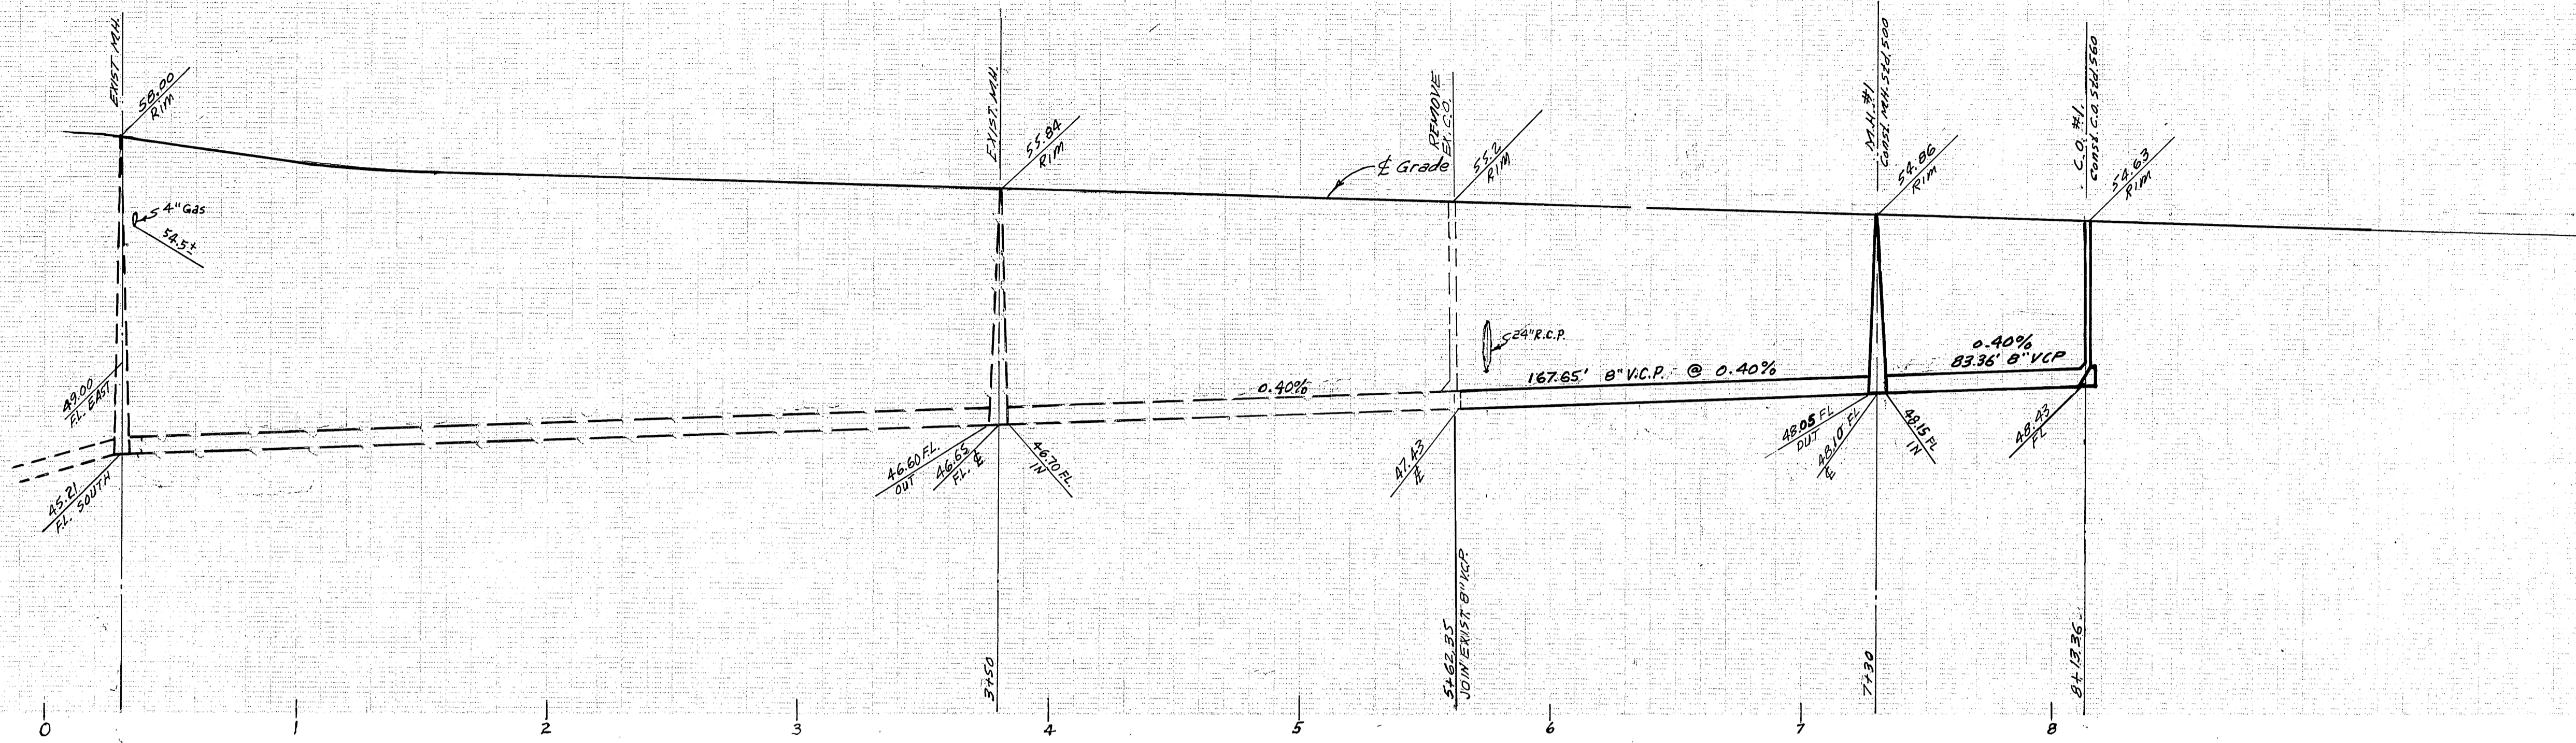 EXIST M.H.
58.00
RIM
4" Gas
54.5±
49.00
F.L. EAST
45.21
F.L. SOUTH
EXIST. M.H.
55.84
RIM
46.60 F.L.
OUT
46.65
F.L. ℄
46.70 F.L.
IN
3+50
0.40%
℄ Grade
REMOVE
EX. C.O.
55.2
RIM
24" R.C.P.
47.43
5+62.35
JOIN EXIST. 8" V.C.P.
167.65' 8" V.C.P. @ 0.40%
M.H. #1
Const. M.H. Std. 500
54.86
RIM
48.05 FL
OUT
48.10 FL
℄
48.15 FL
IN
7+30
0.40%
83.36' 8" VCP
C.O. #1.
Const. C.O. Std. 560
54.63
RIM
48.43
FL
8+13.36
0 1 2 3 4 5 6 7 8